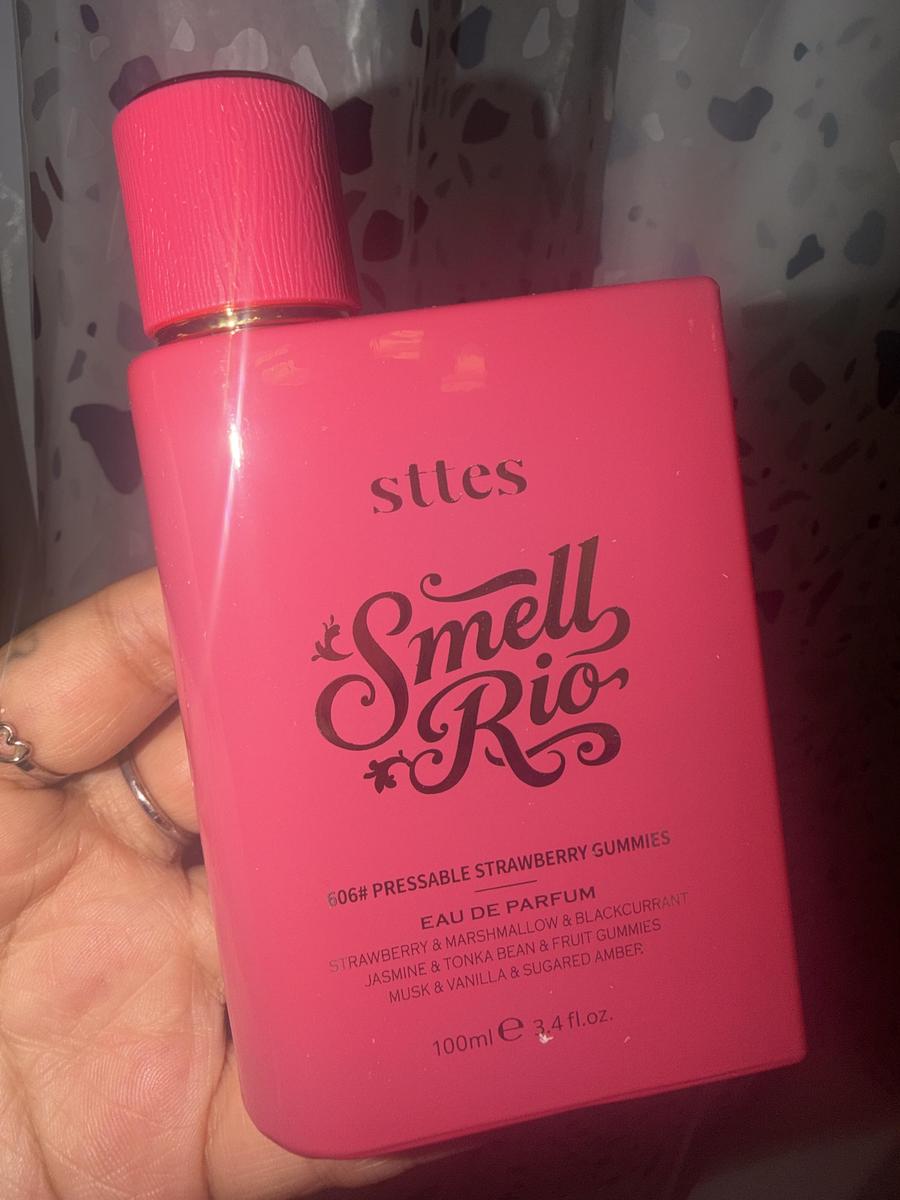 sttes
Smell
Rio
606# PRESSABLE STRAWBERRY GUMMIES
EAU DE PARFUM
STRAWBERRY & MARSHMALLOW & BLACKCURRANT
JASMINE & TONKA BEAN & FRUIT GUMMIES
MUSK & VANILLA & SUGARED AMBER
100ml ℮ 3.4 fl.oz.